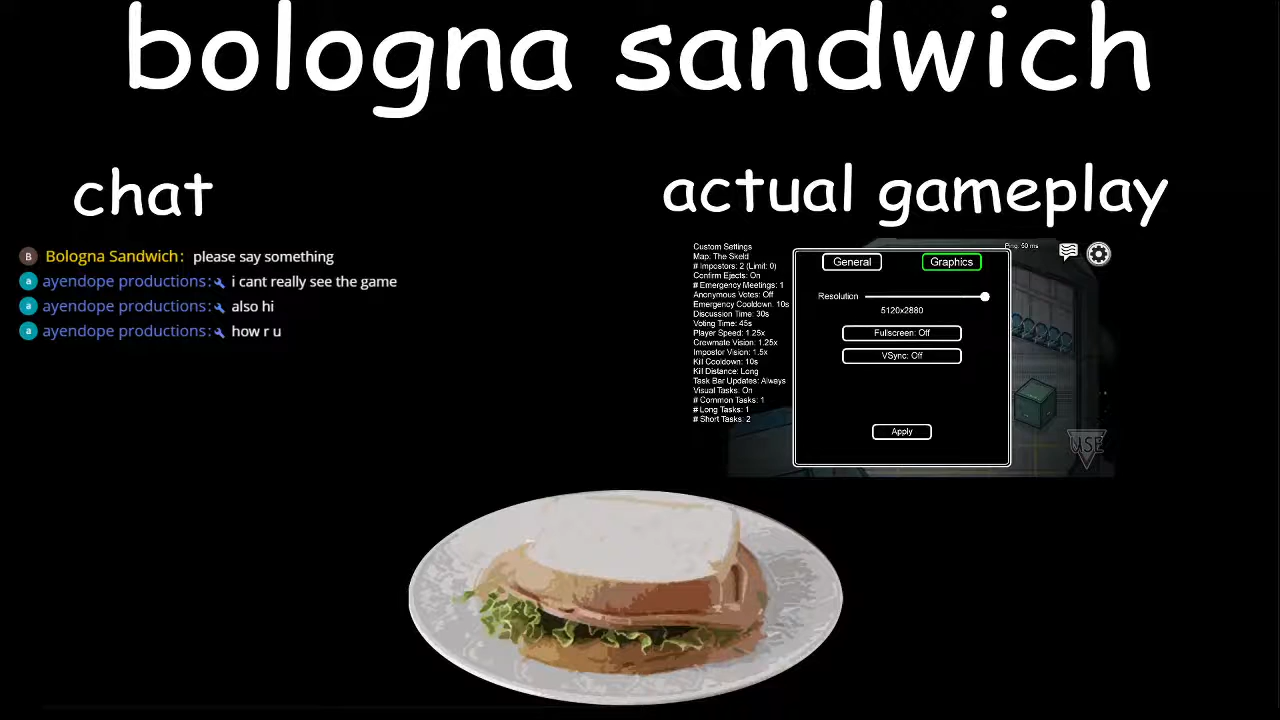 bologna sandwich
chat
B Bologna Sandwich: please say something
a ayendope productions: i cant really see the game
a ayendope productions: also hi
a ayendope productions: how r u
actual gameplay
Custom Settings
Map: The Skeld
# Impostors: 2 (Limit: 0)
Confirm Ejects: On
# Emergency Meetings: 1
Anonymous Votes: Off
Emergency Cooldown: 10s
Discussion Time: 30s
Voting Time: 45s
Player Speed: 1.25x
Crewmate Vision: 1.25x
Impostor Vision: 1.5x
Kill Cooldown: 10s
Kill Distance: Long
Task Bar Updates: Always
Visual Tasks: On
# Common Tasks: 1
# Long Tasks: 1
# Short Tasks: 2
Ping: 50 ms
General
Graphics
Resolution
5120x2880
Fullscreen: Off
VSync: Off
Apply
USE